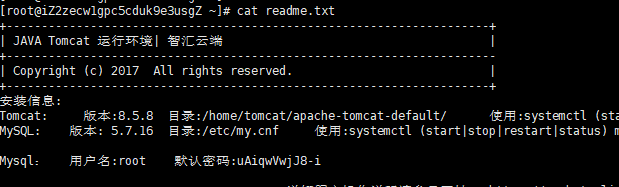 [root@iZ2zecw1gpc5cduk9e3usgZ ~]# cat readme.txt
+---------------------------------------------------------------+
| JAVA Tomcat 运行环境| 智汇云端 |
+---------------------------------------------------------------
| Copyright (c) 2017 All rights reserved. |
+---------------------------------------------------------------+
安装信息:
Tomcat: 版本:8.5.8 目录:/home/tomcat/apache-tomcat-default/ 使用:systemctl (sta
MySQL: 版本: 5.7.16 目录:/etc/my.cnf 使用:systemctl (start|stop|restart|status) m
Mysql: 用户名:root 默认密码:uAiqwVwjJ8-i